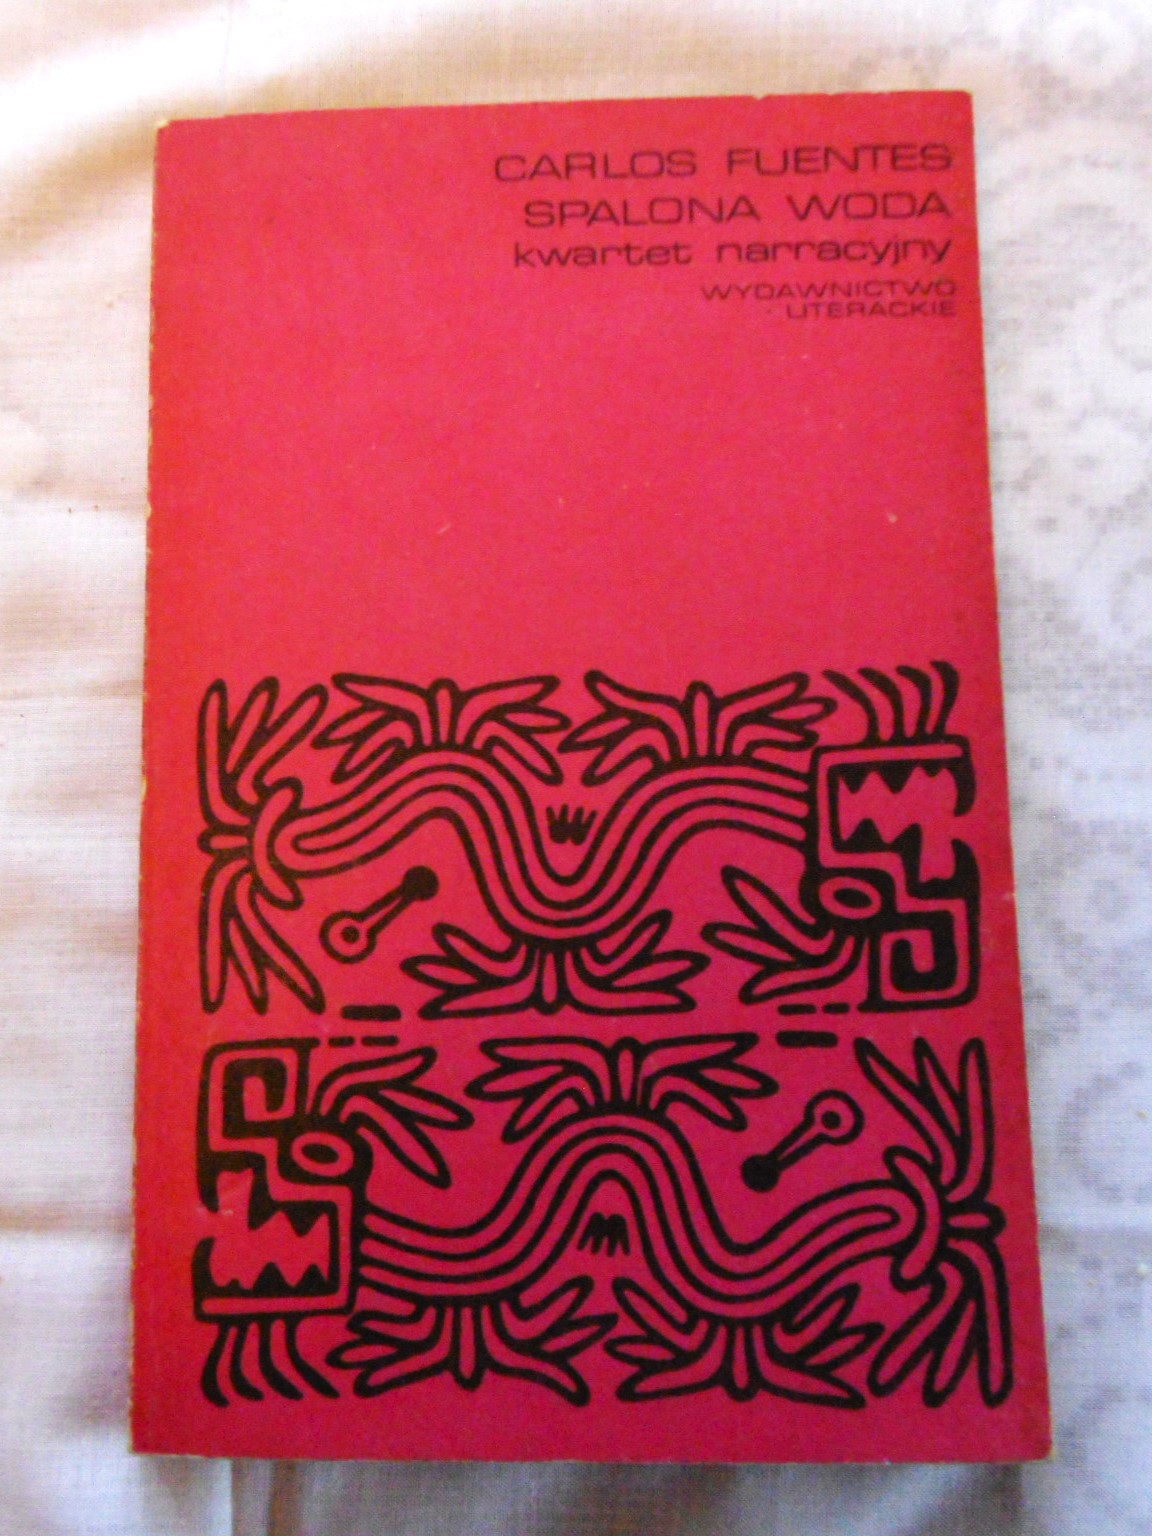 CARLOS FUENTES
SPALONA WODA
kwartet narracyjny
WYDAWNICTWO
LITERACKIE